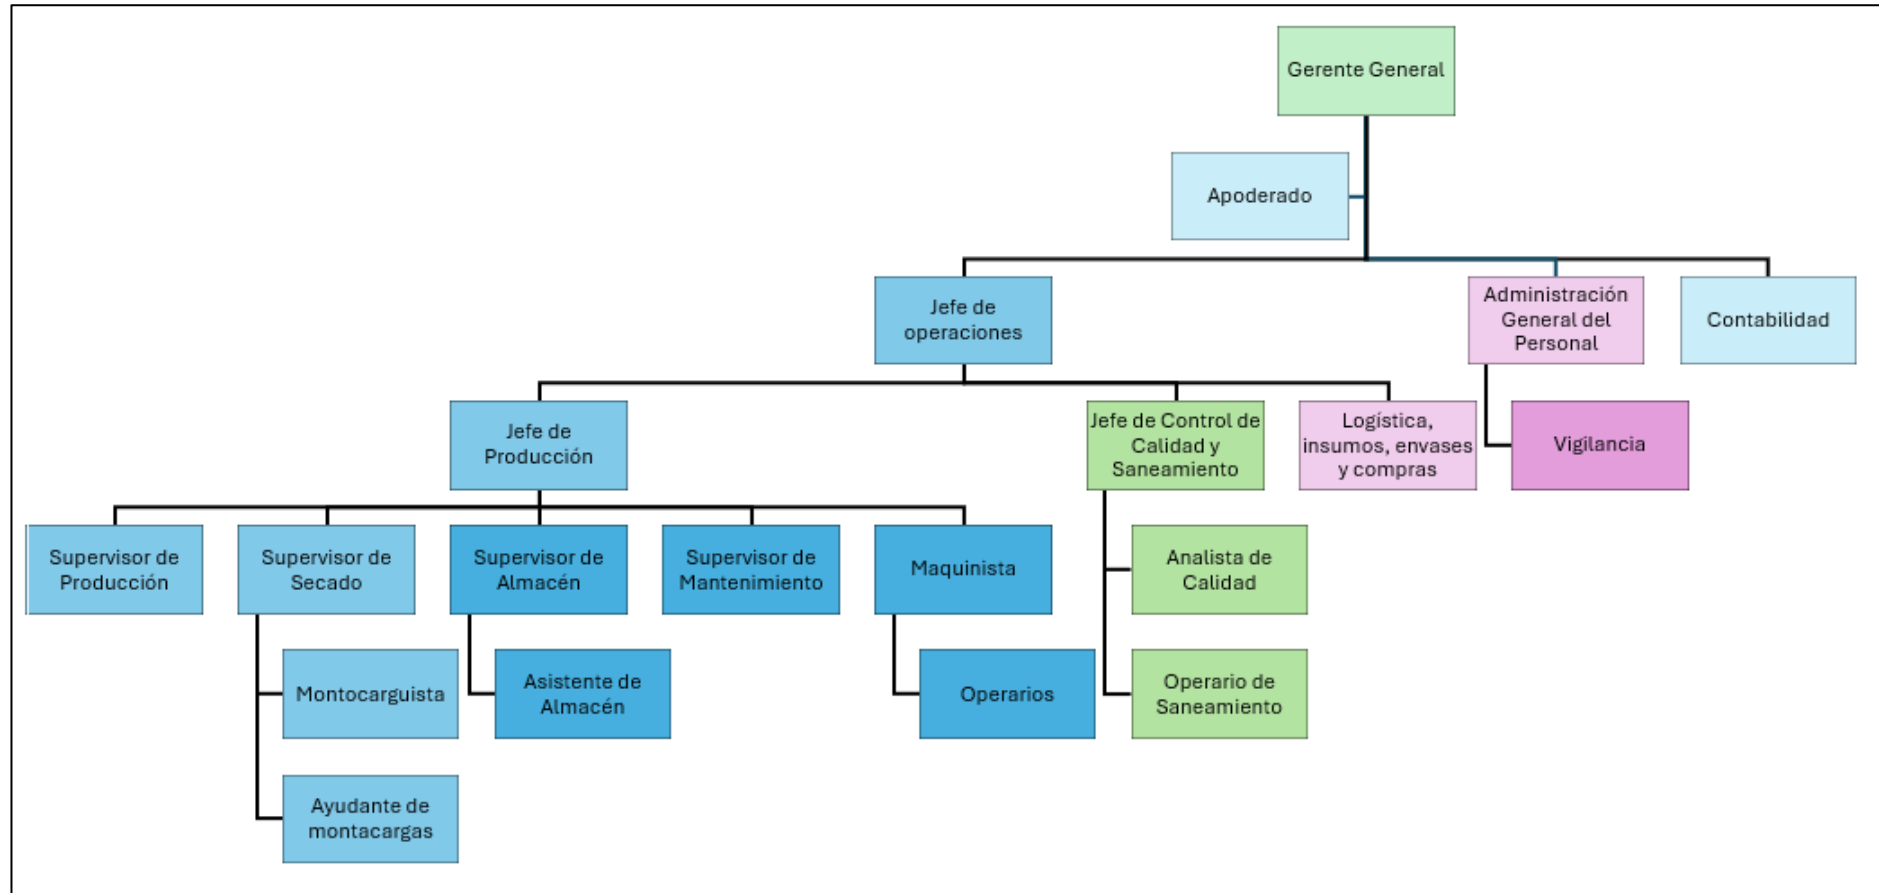 Gerente General
Apoderado
Jefe de
operaciones
Administración
General del
Personal
Contabilidad
Jefe de
Producción
Jefe de Control de
Calidad y
Saneamiento
Logística,
insumos, envases
y compras
Vigilancia
Supervisor de
Producción
Supervisor de
Secado
Supervisor de
Almacén
Supervisor de
Mantenimiento
Maquinista
Analista de
Calidad
Montocarguista
Asistente de
Almacén
Operarios
Operario de
Saneamiento
Ayudante de
montacargas